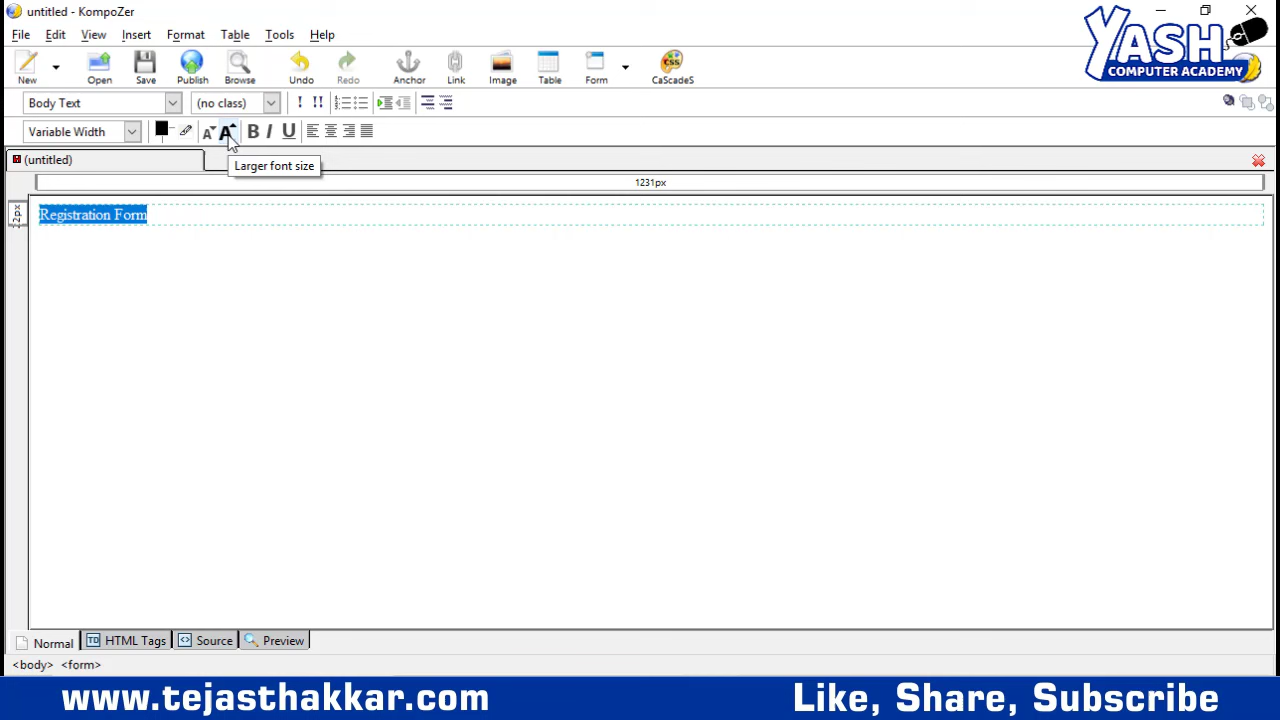 untitled - KompoZer
YASH
COMPUTER ACADEMY
File Edit View Insert Format Table Tools Help
New Open Save Publish Browse Undo Redo Anchor Link Image Table Form CaScadeS
Body Text (no class) ! !!
Variable Width A A B I U
(untitled)
Larger font size
1231px
Registration Form
Normal HTML Tags Source Preview
<body> <form>
www.tejasthakkar.com Like, Share, Subscribe